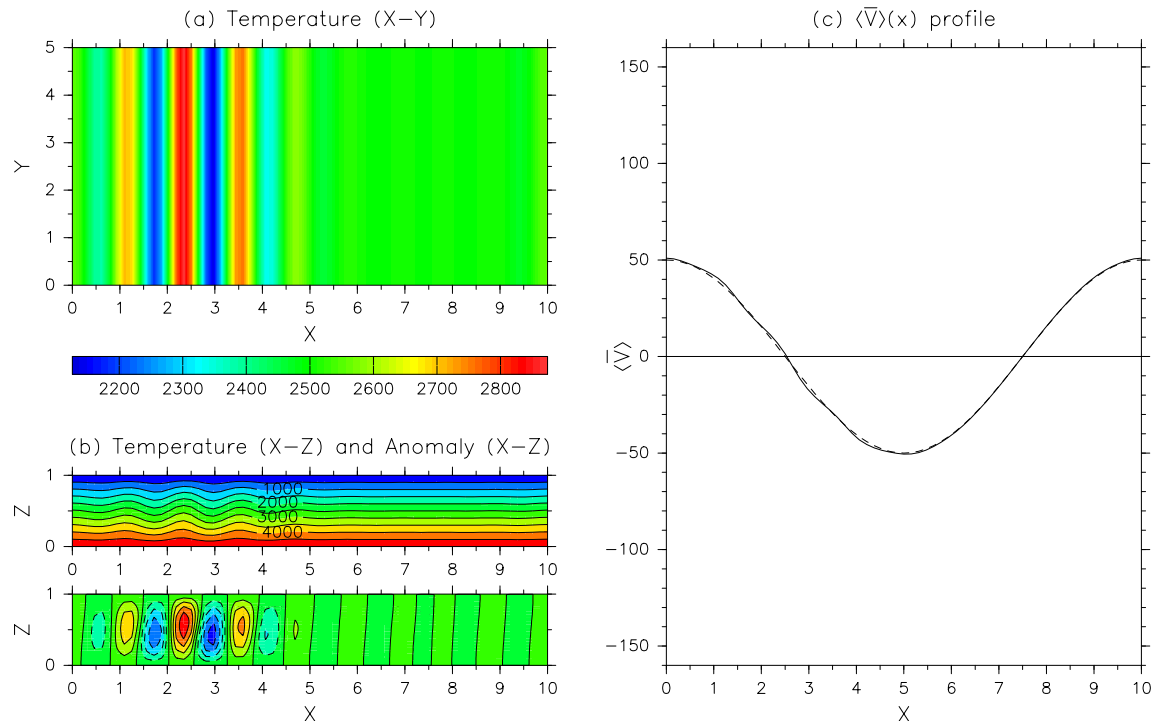 (a) Temperature (X−Y)
5
4
3
2
1
0
Y
0 1 2 3 4 5 6 7 8 9 10
X
2200 2300 2400 2500 2600 2700 2800
(b) Temperature (X−Z) and Anomaly (X−Z)
1
0
Z
1000
2000
3000
4000
0 1 2 3 4 5 6 7 8 9 10
1
0
Z
0 1 2 3 4 5 6 7 8 9 10
X
(c) ⟨V̅⟩(x) profile
150
100
50
0
−50
−100
−150
⟨V̅⟩
0 1 2 3 4 5 6 7 8 9 10
X